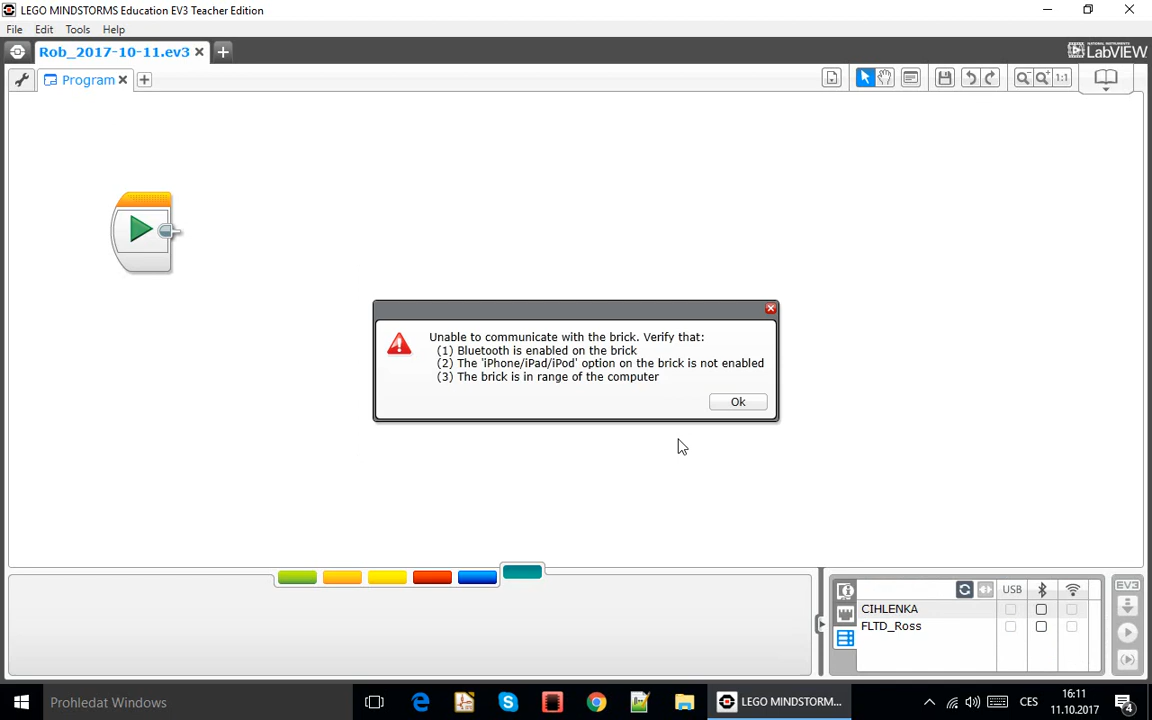 LEGO MINDSTORMS Education EV3 Teacher Edition
File Edit Tools Help
Rob_2017-10-11.ev3
LabVIEW
Program
1:1
Unable to communicate with the brick. Verify that:
(1) Bluetooth is enabled on the brick
(2) The 'iPhone/iPad/iPod' option on the brick is not enabled
(3) The brick is in range of the computer
Ok
USB
EV3
CIHLENKA
FLTD_Ross
Prohledat Windows
LEGO MINDSTORM...
CES
16:11
11.10.2017
4